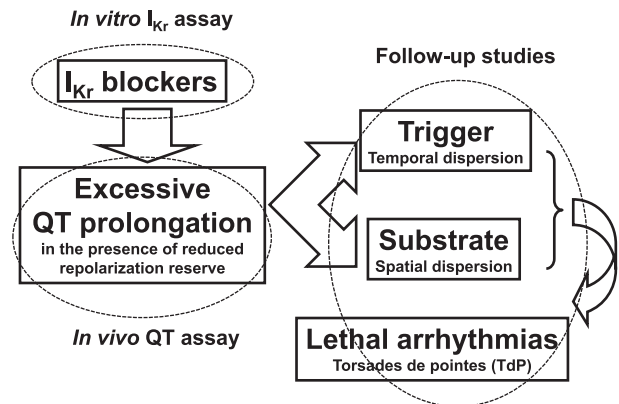 In vitro IKr assay
IKr blockers
Excessive
QT prolongation
in the presence of reduced
repolarization reserve
In vivo QT assay
Follow-up studies
Trigger
Temporal dispersion
Substrate
Spatial dispersion
Lethal arrhythmias
Torsades de pointes (TdP)